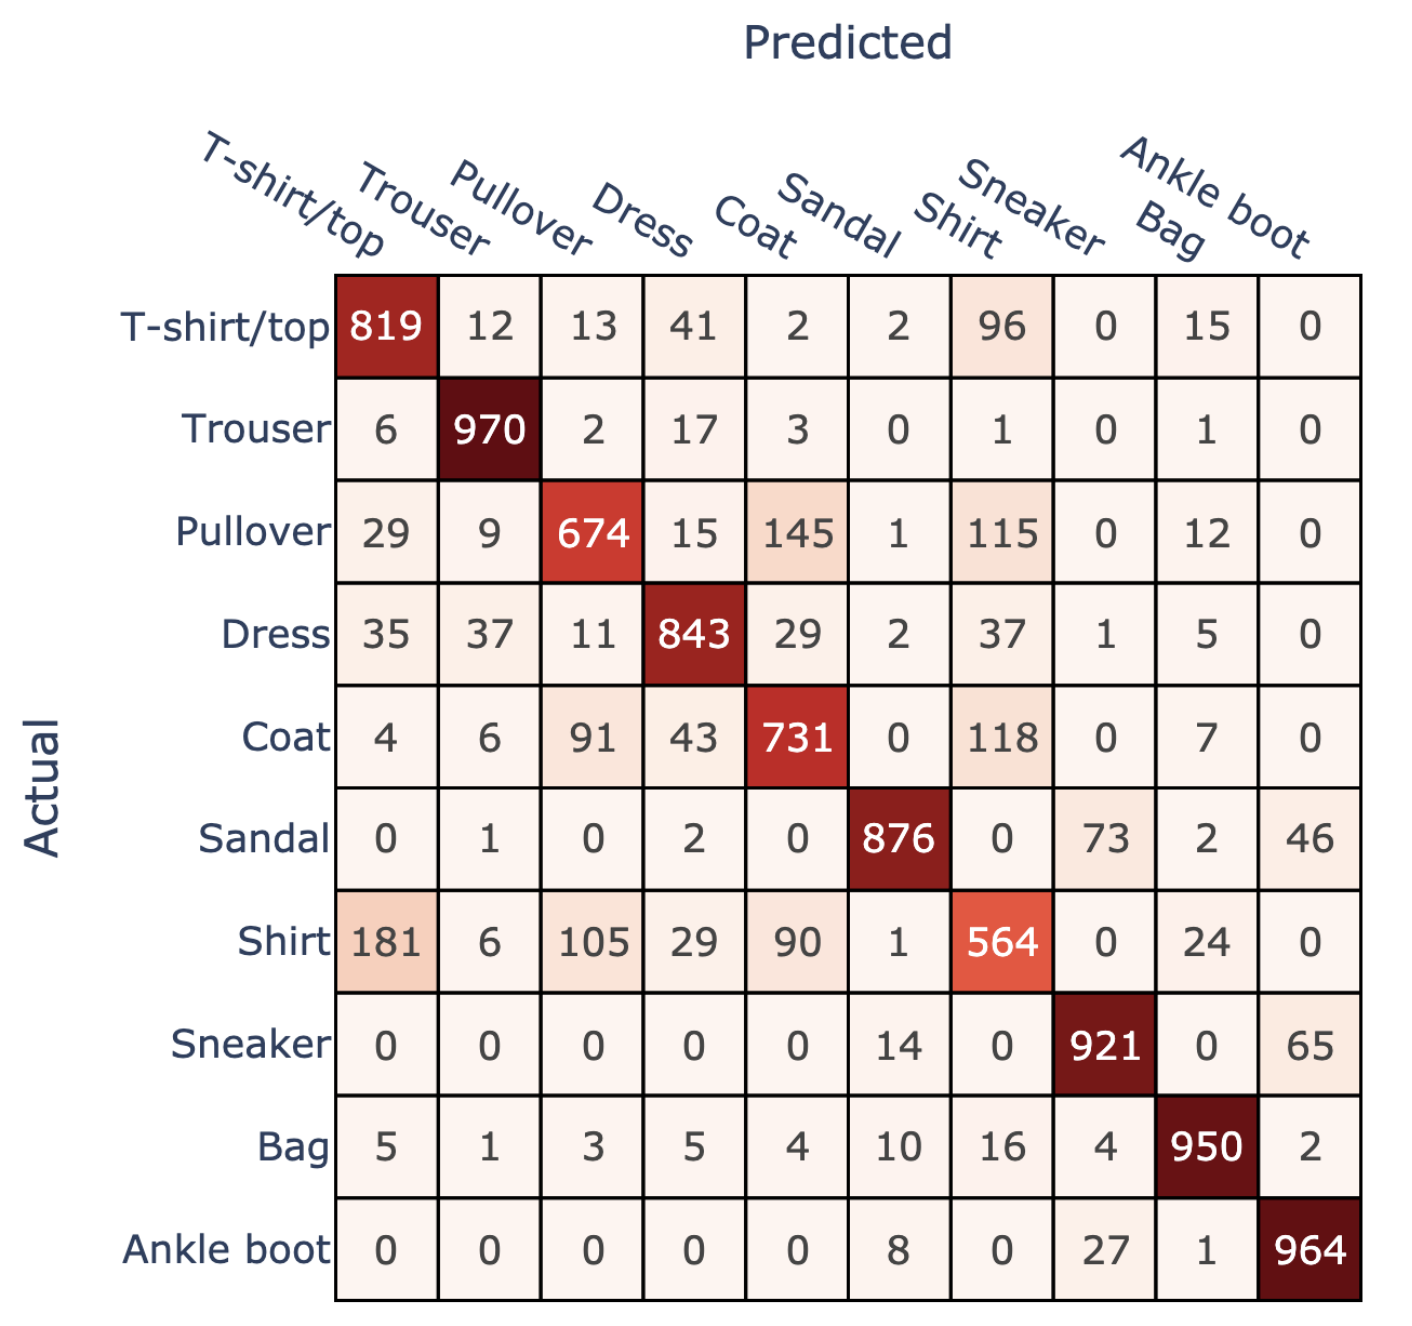 Predicted
T-shirt/top Trouser Pullover Dress Coat Sandal Shirt Sneaker Bag Ankle boot
Actual
T-shirt/top 819 12 13 41 2 2 96 0 15 0
Trouser 6 970 2 17 3 0 1 0 1 0
Pullover 29 9 674 15 145 1 115 0 12 0
Dress 35 37 11 843 29 2 37 1 5 0
Coat 4 6 91 43 731 0 118 0 7 0
Sandal 0 1 0 2 0 876 0 73 2 46
Shirt 181 6 105 29 90 1 564 0 24 0
Sneaker 0 0 0 0 0 14 0 921 0 65
Bag 5 1 3 5 4 10 16 4 950 2
Ankle boot 0 0 0 0 0 8 0 27 1 964